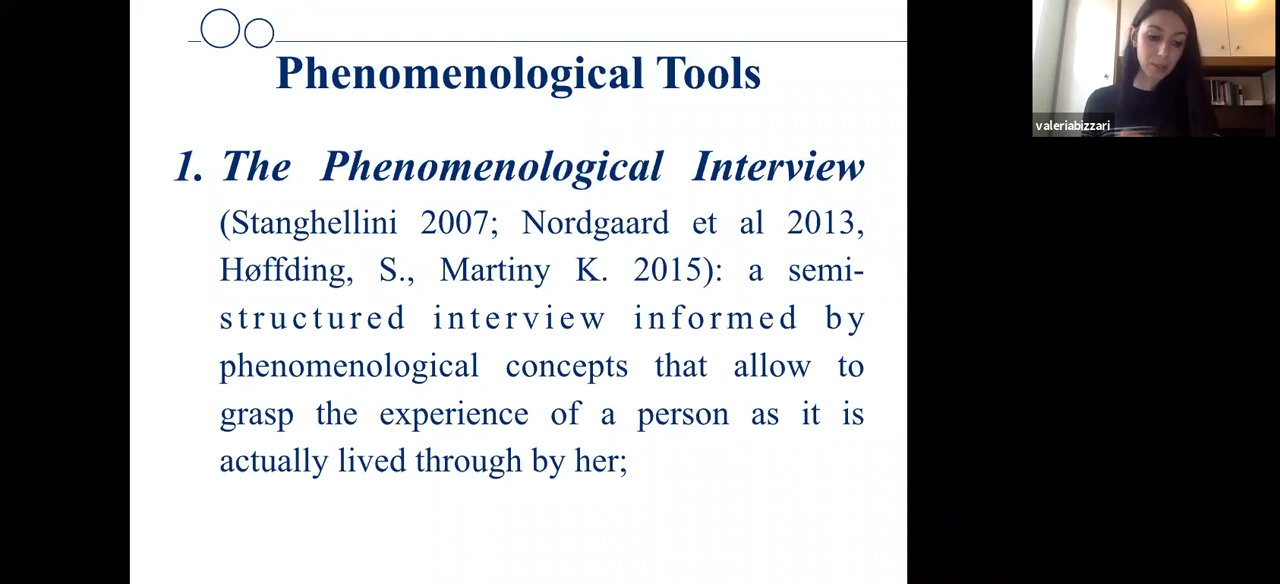 Phenomenological Tools
1. The Phenomenological Interview
(Stanghellini 2007; Nordgaard et al 2013,
Høffding, S., Martiny K. 2015): a semi-
structured interview informed by
phenomenological concepts that allow to
grasp the experience of a person as it is
actually lived through by her;
valeriabizzari